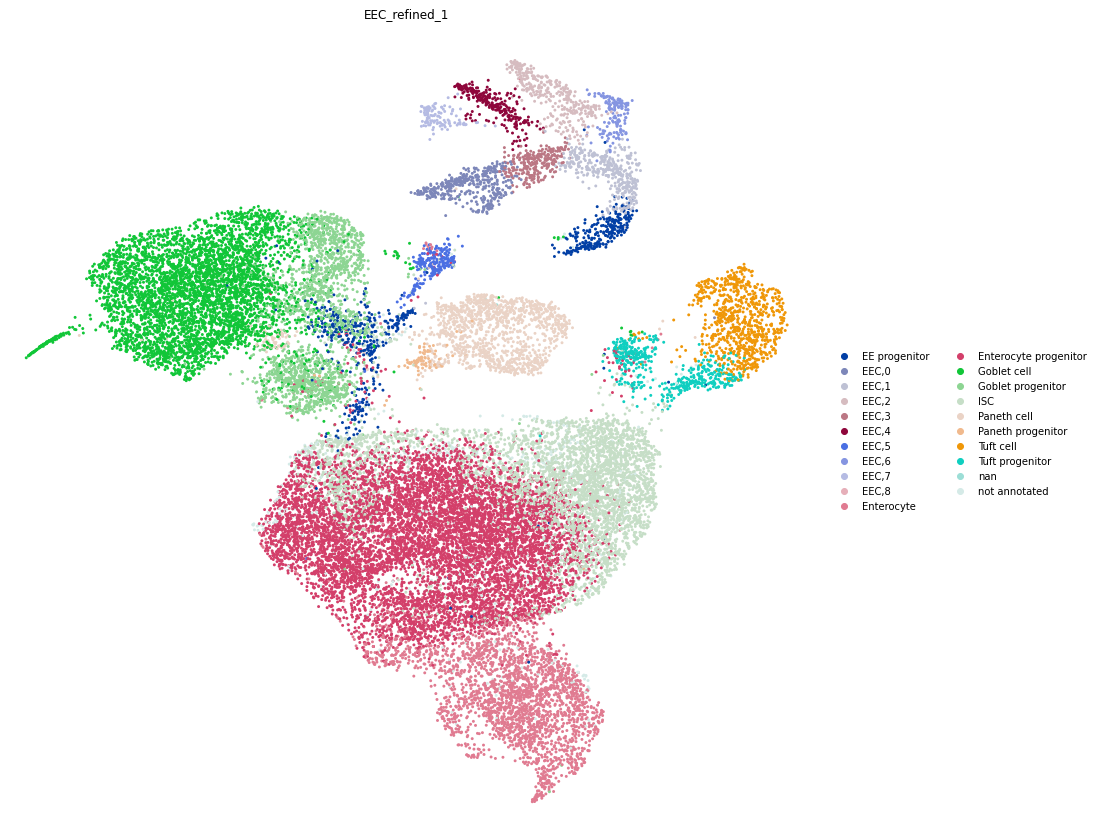 EEC_refined_1
EE progenitor
EEC,0
EEC,1
EEC,2
EEC,3
EEC,4
EEC,5
EEC,6
EEC,7
EEC,8
Enterocyte
Enterocyte progenitor
Goblet cell
Goblet progenitor
ISC
Paneth cell
Paneth progenitor
Tuft cell
Tuft progenitor
nan
not annotated